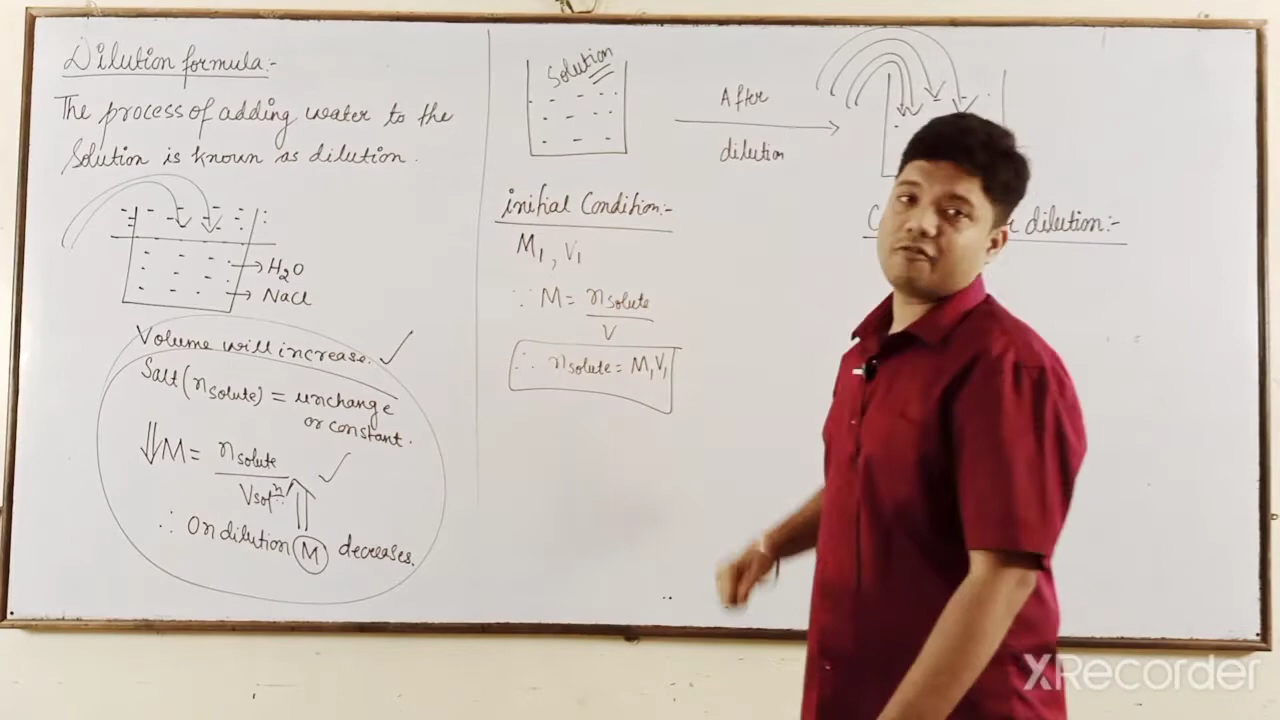 Dilution formula:-
The process of adding water to the
Solution is known as dilution.
H₂O
NaCl
Volume will increase.
Salt (nsolute) = unchange
or constant.
M = nsolute
Vsolⁿ
∴ On dilution M decreases.
Solution
After
dilution
initial Condition:-
M₁, V₁
∵ M = nsolute
V
∴ nsolute = M₁V₁
dilution:-
XRecorder